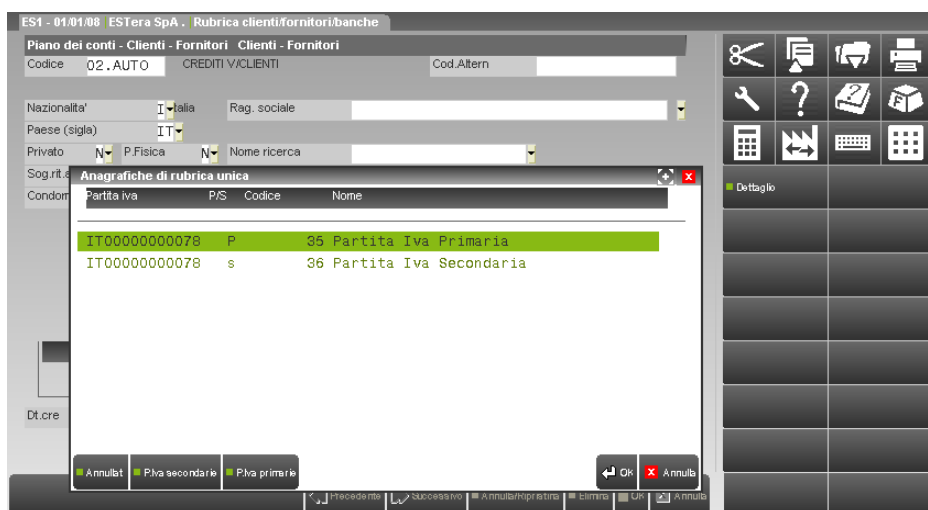 ES1 - 01/01/08 ESTera SpA . Rubrica clienti/fornitori/banche
Piano dei conti - Clienti - Fornitori Clienti - Fornitori
Codice 02.AUTO CREDITI V/CLIENTI Cod.Altern
Nazionalita' I Italia Rag. sociale
Paese (sigla) IT
Privato N P.Fisica N Nome ricerca
Sog.rit.
Anagrafiche di rubrica unica
Condom
Partita iva P/S Codice Nome
Dettaglio
IT00000000078 P 35 Partita Iva Primaria
IT00000000078 s 36 Partita Iva Secondaria
Dt.cre
Annullat P.Iva secondarie P.Iva primarie OK Annulla
Precedente Successivo Annulla/Ripristina Elimina OK Annulla